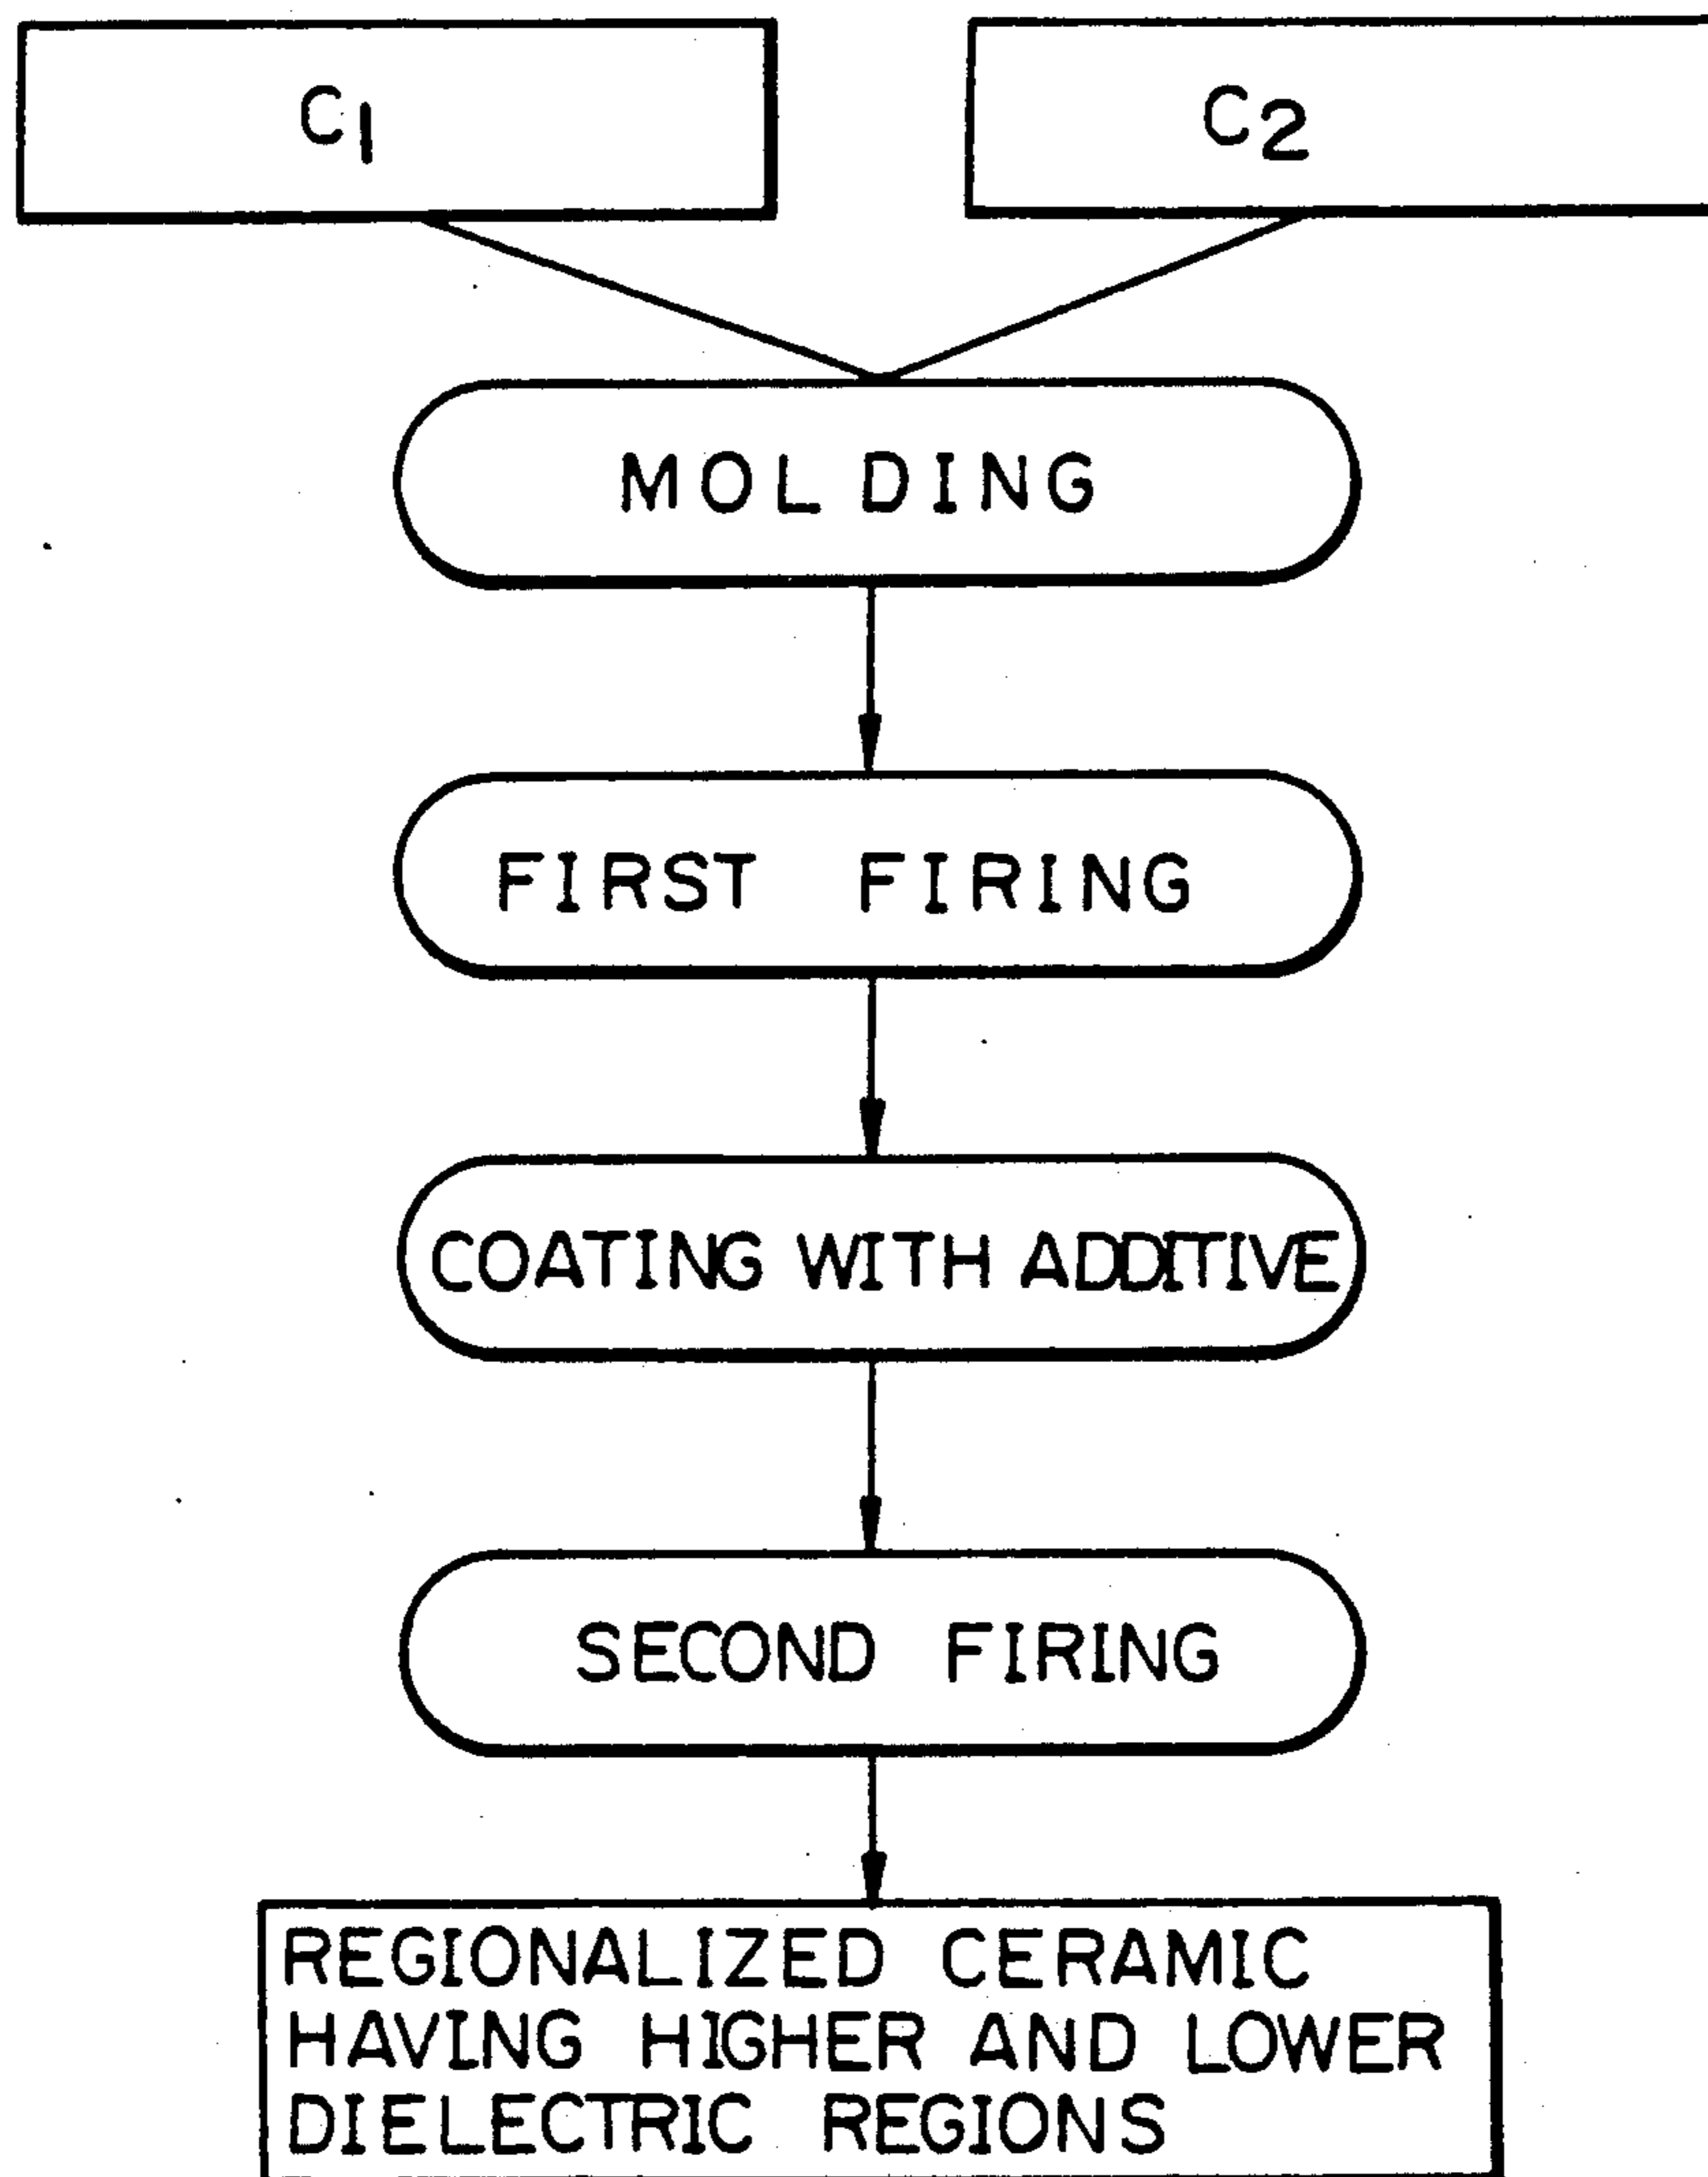 C1
C2
MOLDING
FIRST FIRING
COATING WITH ADDITIVE
SECOND FIRING
REGIONALIZED CERAMIC
HAVING HIGHER AND LOWER
DIELECTRIC REGIONS